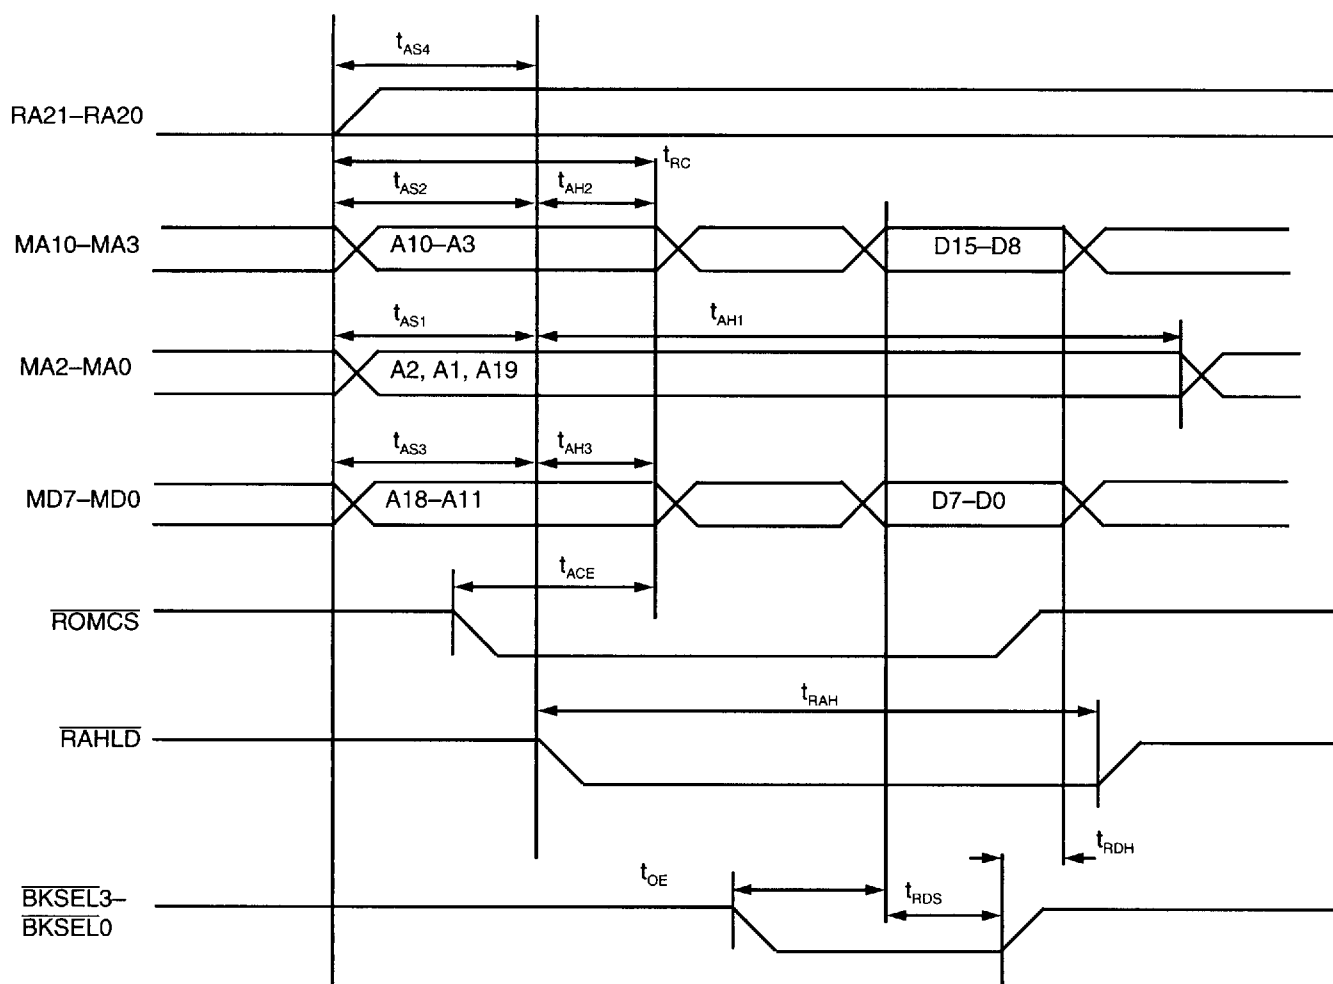 tAS4
RA21–RA20
tRC
tAS2 tAH2
MA10–MA3 A10–A3 D15–D8
tAS1 tAH1
MA2–MA0 A2, A1, A19
tAS3 tAH3
MD7–MD0 A18–A11 D7–D0
tACE
ROMCS
tRAH
RAHLD
tRDH
tOE
tRDS
BKSEL3–
BKSEL0